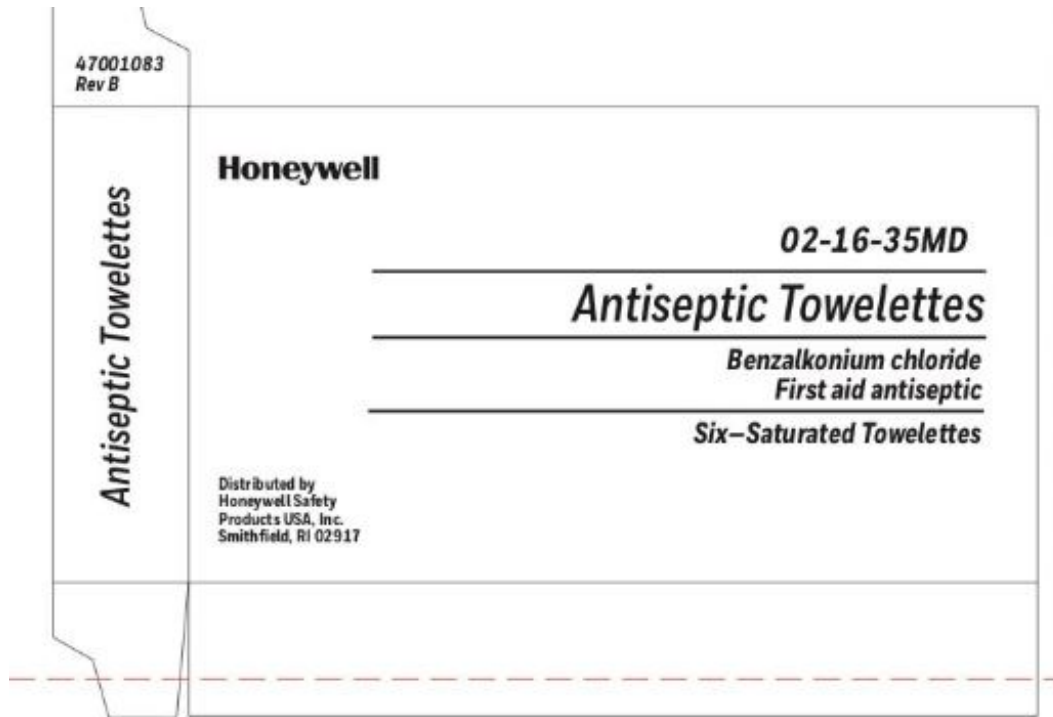 47001083
Rev B
Antiseptic Towelettes
Honeywell
02-16-35MD
Antiseptic Towelettes
Benzalkonium chloride
First aid antiseptic
Six–Saturated Towelettes
Distributed by
Honeywell Safety
Products USA, Inc.
Smithfield, RI 02917